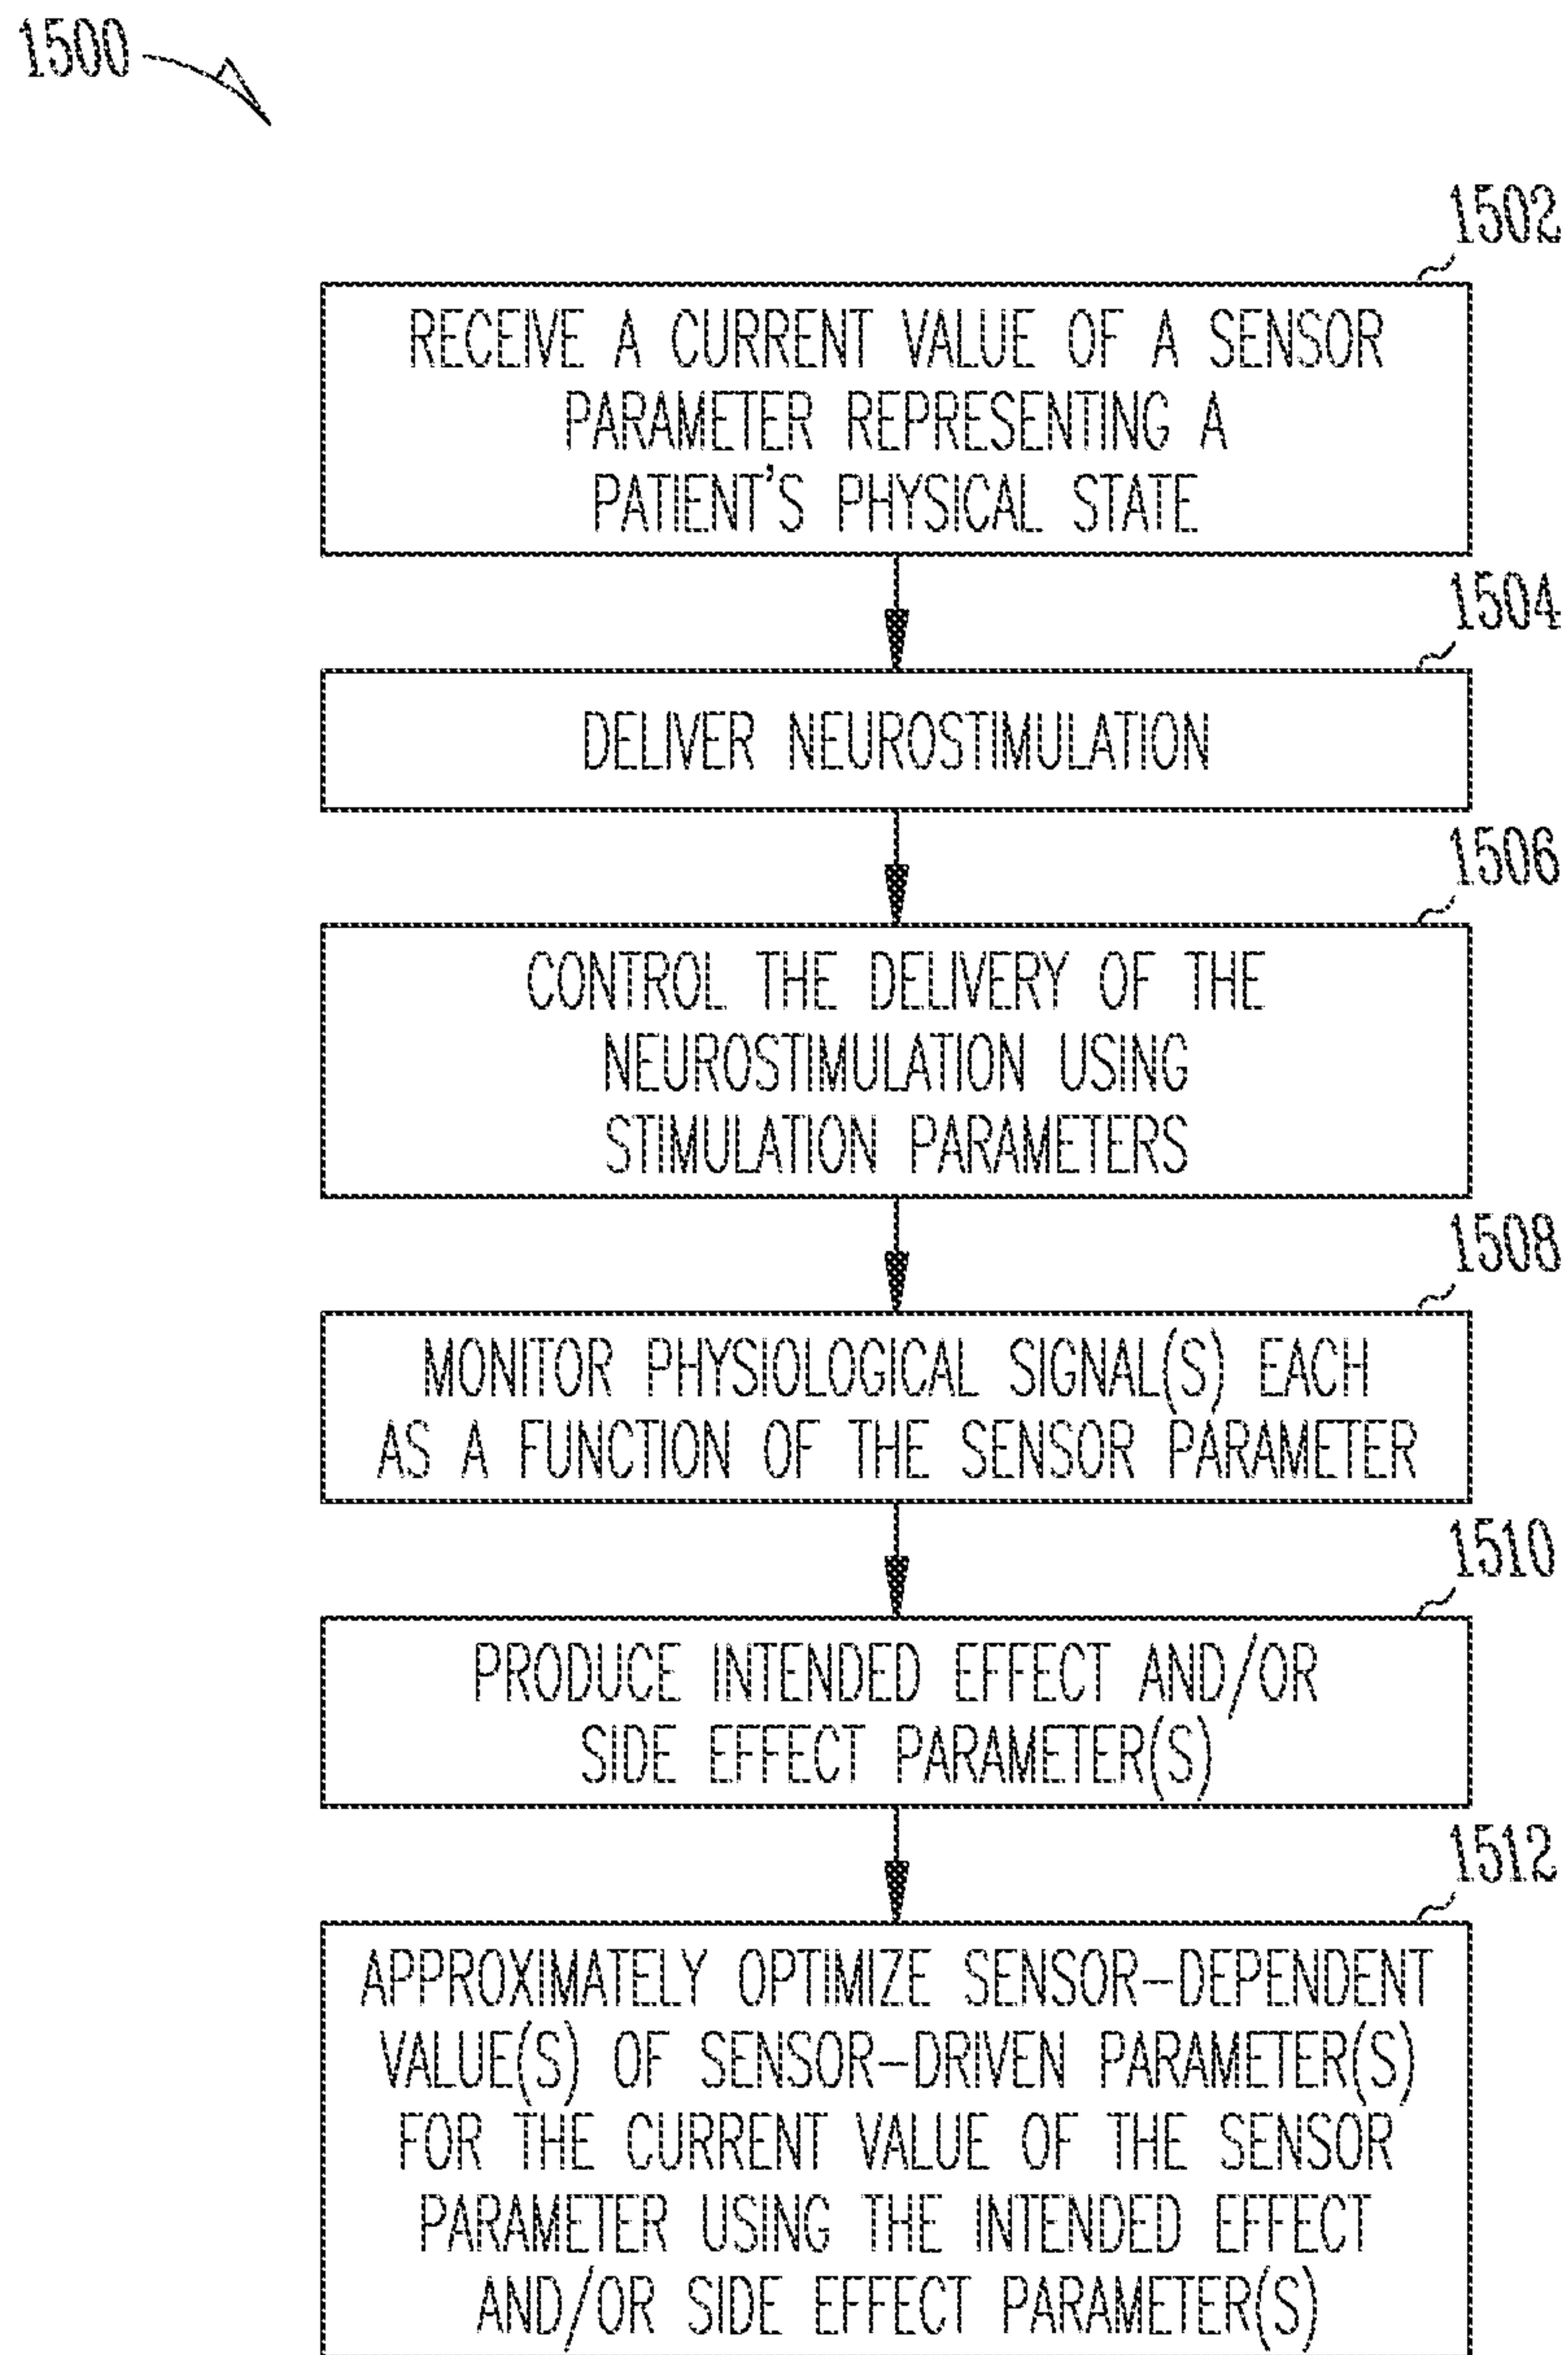 1500
1502
RECEIVE A CURRENT VALUE OF A SENSOR
PARAMETER REPRESENTING A
PATIENT'S PHYSICAL STATE
1504
DELIVER NEUROSTIMULATION
1506
CONTROL THE DELIVERY OF THE
NEUROSTIMULATION USING
STIMULATION PARAMETERS
1508
MONITOR PHYSIOLOGICAL SIGNAL(S) EACH
AS A FUNCTION OF THE SENSOR PARAMETER
1510
PRODUCE INTENDED EFFECT AND/OR
SIDE EFFECT PARAMETER(S)
1512
APPROXIMATELY OPTIMIZE SENSOR-DEPENDENT
VALUE(S) OF SENSOR-DRIVEN PARAMETER(S)
FOR THE CURRENT VALUE OF THE SENSOR
PARAMETER USING THE INTENDED EFFECT
AND/OR SIDE EFFECT PARAMETER(S)